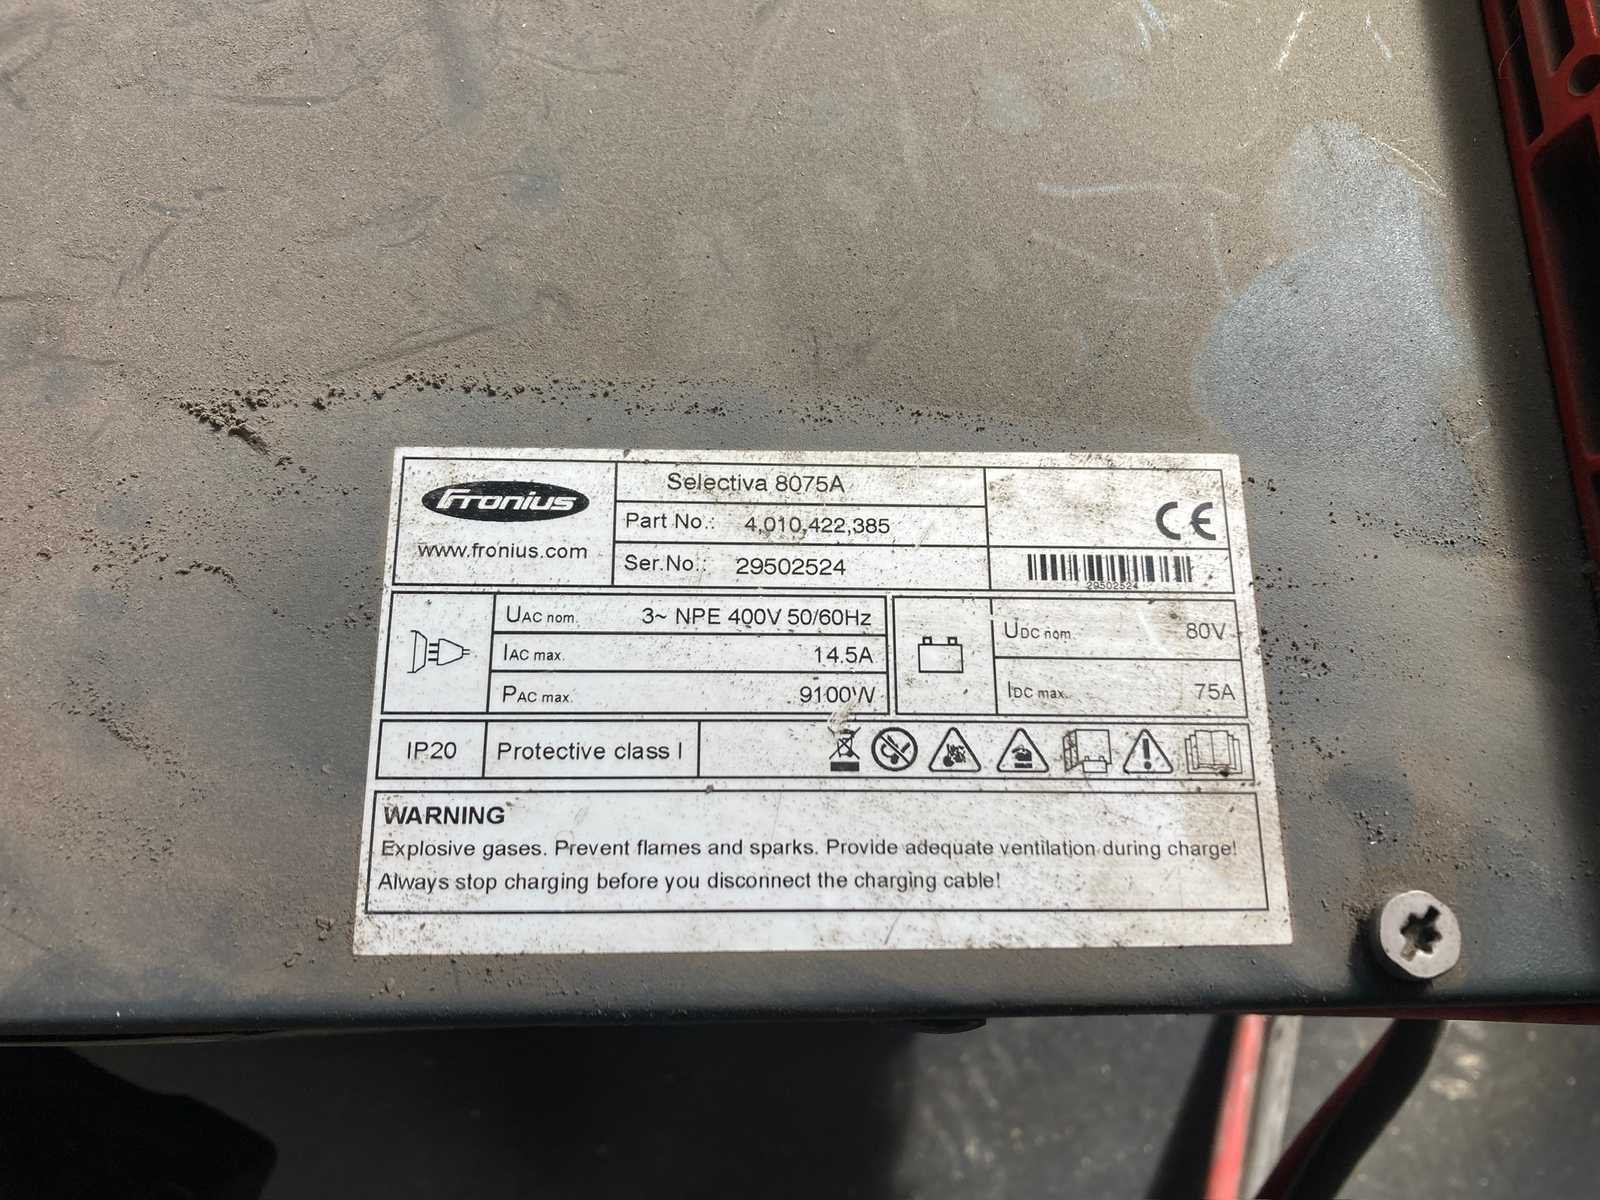 Fronius
www.fronius.com
Selectiva 8075A
Part No.: 4,010,422,385
Ser.No.: 29502524
CE
29502524
UAC nom. 3~ NPE 400V 50/60Hz
IAC max. 14.5A
PAC max. 9100W
UDC nom. 80V
IDC max. 75A
IP20
Protective class I
WARNING
Explosive gases. Prevent flames and sparks. Provide adequate ventilation during charge!
Always stop charging before you disconnect the charging cable!